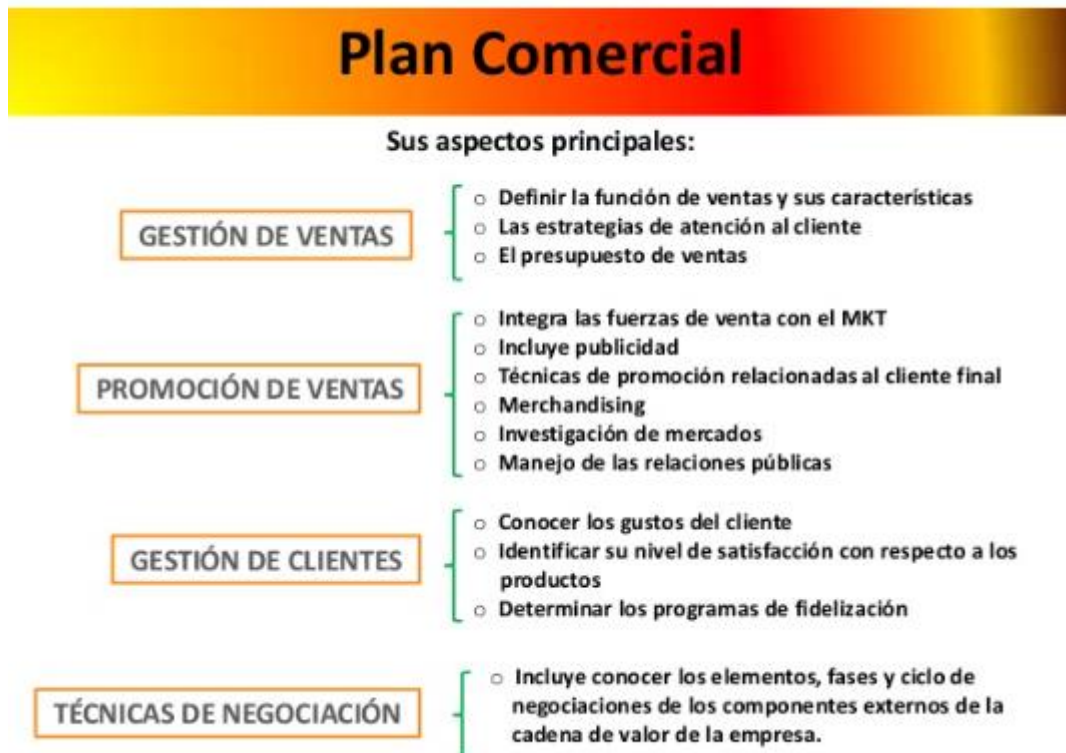 Plan Comercial
Sus aspectos principales:
GESTIÓN DE VENTAS
o Definir la función de ventas y sus características
o Las estrategias de atención al cliente
o El presupuesto de ventas
PROMOCIÓN DE VENTAS
o Integra las fuerzas de venta con el MKT
o Incluye publicidad
o Técnicas de promoción relacionadas al cliente final
o Merchandising
o Investigación de mercados
o Manejo de las relaciones públicas
GESTIÓN DE CLIENTES
o Conocer los gustos del cliente
o Identificar su nivel de satisfacción con respecto a los
productos
o Determinar los programas de fidelización
TÉCNICAS DE NEGOCIACIÓN
o Incluye conocer los elementos, fases y ciclo de
negociaciones de los componentes externos de la
cadena de valor de la empresa.